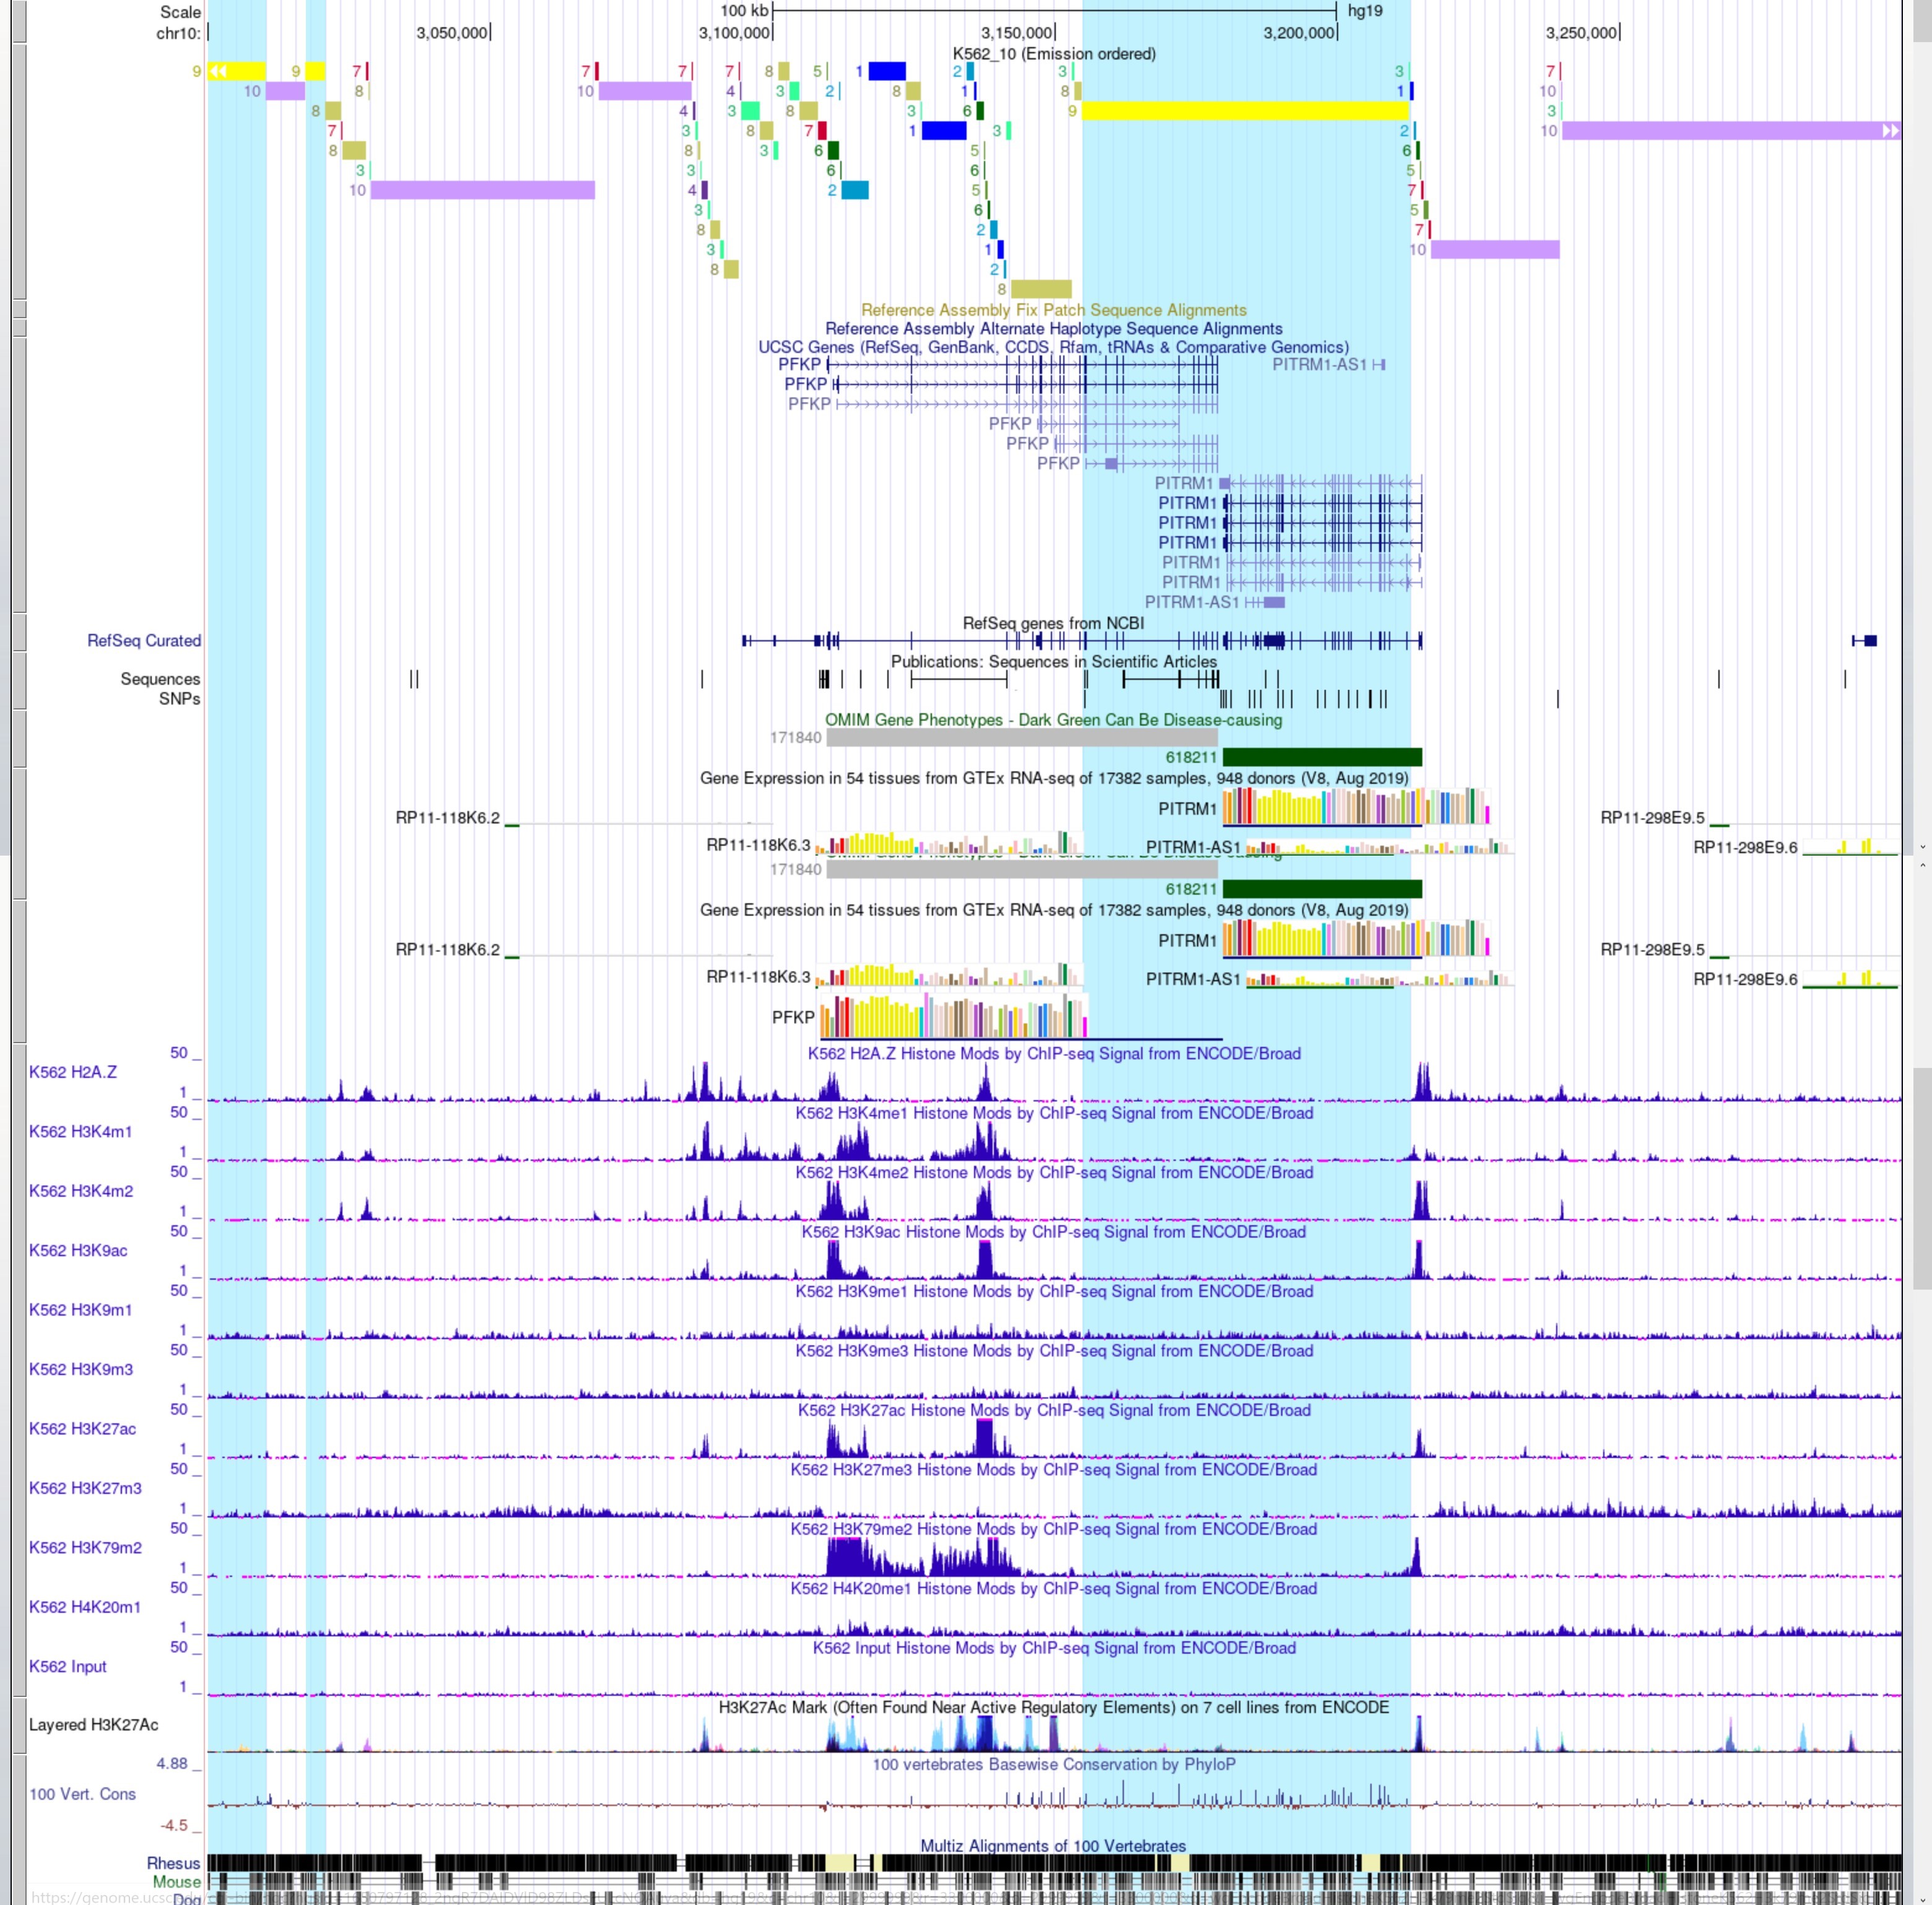 Scale 100 kb hg19
chr10: 3,050,000 3,100,000 3,150,000 3,200,000 3,250,000
K562_10 (Emission ordered)
9 9 7 7 7 7 8 5 1 2 3 3 7
10 8 10 4 3 2 8 1 8 1 10
8 4 3 8 3 6 9 3
7 3 8 7 1 3 2 10
8 8 3 6 5 6
3 3 6 6 5
10 4 2 5 7
3 6 5
8 2 7
3 1 10
8 2
8
Reference Assembly Fix Patch Sequence Alignments
Reference Assembly Alternate Haplotype Sequence Alignments
UCSC Genes (RefSeq, GenBank, CCDS, Rfam, tRNAs & Comparative Genomics)
PFKP PITRM1-AS1
PFKP
PFKP
PFKP
PFKP
PFKP
PITRM1
PITRM1
PITRM1
PITRM1
PITRM1
PITRM1
PITRM1-AS1
RefSeq genes from NCBI
RefSeq Curated
Publications: Sequences in Scientific Articles
Sequences
SNPs
OMIM Gene Phenotypes - Dark Green Can Be Disease-causing
171840
618211
Gene Expression in 54 tissues from GTEx RNA-seq of 17382 samples, 948 donors (V8, Aug 2019)
PITRM1
RP11-118K6.2 RP11-298E9.5
RP11-118K6.3 PITRM1-AS1 RP11-298E9.6
OMIM Gene Phenotypes - Dark Green Can Be Disease-causing
171840
618211
Gene Expression in 54 tissues from GTEx RNA-seq of 17382 samples, 948 donors (V8, Aug 2019)
PITRM1
RP11-118K6.2 RP11-298E9.5
RP11-118K6.3 PITRM1-AS1 RP11-298E9.6
PFKP
50 _ K562 H2A.Z Histone Mods by ChIP-seq Signal from ENCODE/Broad
K562 H2A.Z
1 _
50 _ K562 H3K4me1 Histone Mods by ChIP-seq Signal from ENCODE/Broad
K562 H3K4m1
1 _
50 _ K562 H3K4me2 Histone Mods by ChIP-seq Signal from ENCODE/Broad
K562 H3K4m2
1 _
50 _ K562 H3K9ac Histone Mods by ChIP-seq Signal from ENCODE/Broad
K562 H3K9ac
1 _
50 _ K562 H3K9me1 Histone Mods by ChIP-seq Signal from ENCODE/Broad
K562 H3K9m1
1 _
50 _ K562 H3K9me3 Histone Mods by ChIP-seq Signal from ENCODE/Broad
K562 H3K9m3
1 _
50 _ K562 H3K27ac Histone Mods by ChIP-seq Signal from ENCODE/Broad
K562 H3K27ac
1 _
50 _ K562 H3K27me3 Histone Mods by ChIP-seq Signal from ENCODE/Broad
K562 H3K27m3
1 _
50 _ K562 H3K79me2 Histone Mods by ChIP-seq Signal from ENCODE/Broad
K562 H3K79m2
1 _
50 _ K562 H4K20me1 Histone Mods by ChIP-seq Signal from ENCODE/Broad
K562 H4K20m1
1 _
50 _ K562 Input Histone Mods by ChIP-seq Signal from ENCODE/Broad
K562 Input
1 _
H3K27Ac Mark (Often Found Near Active Regulatory Elements) on 7 cell lines from ENCODE
Layered H3K27Ac
4.88 _ 100 vertebrates Basewise Conservation by PhyloP
100 Vert. Cons
-4.5 _
Multiz Alignments of 100 Vertebrates
Rhesus
Mouse
Dog